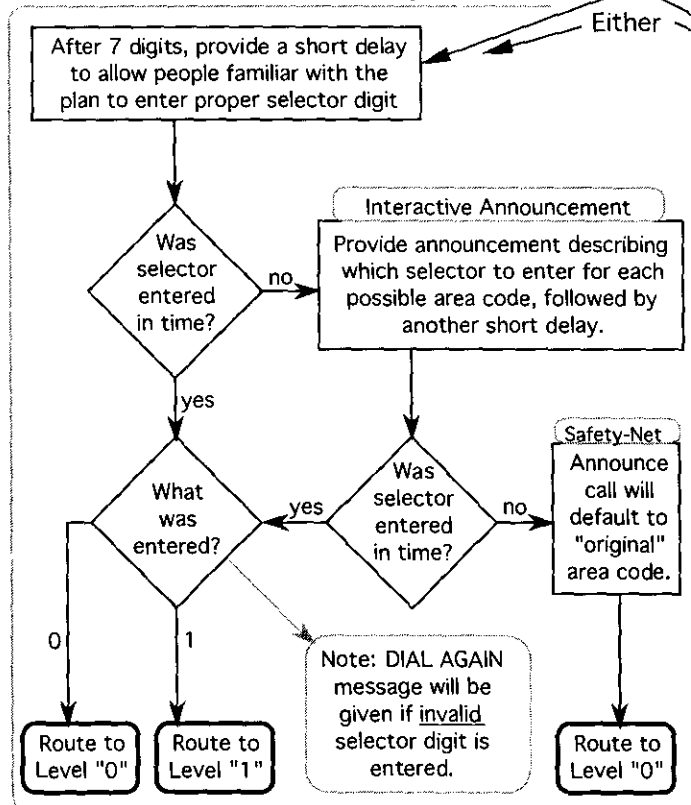 Either
After 7 digits, provide a short delay
to allow people familiar with the
plan to enter proper selector digit
Was
selector
entered
in time?
no
Interactive Announcement
Provide announcement describing
which selector to enter for each
possible area code, followed by
another short delay.
yes
What
was
entered?
yes
Was
selector
entered
in time?
no
Safety-Net
Announce
call will
default to
"original"
area code.
0
1
Note: DIAL AGAIN
message will be
given if invalid
selector digit is
entered.
Route to
Level "0"
Route to
Level "1"
Route to
Level "0"